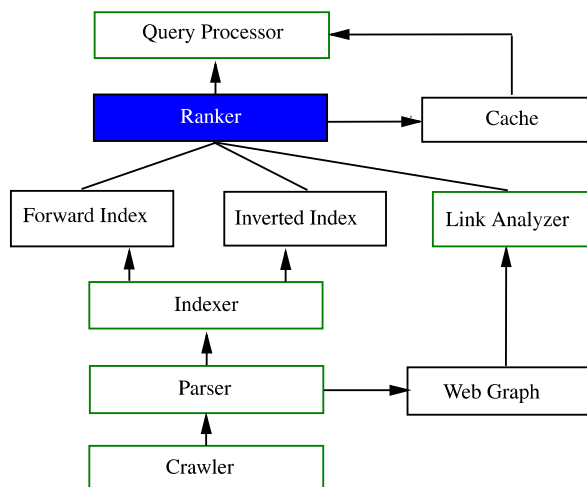 Query Processor
Ranker
Cache
Forward Index
Inverted Index
Link Analyzer
Indexer
Parser
Web Graph
Crawler